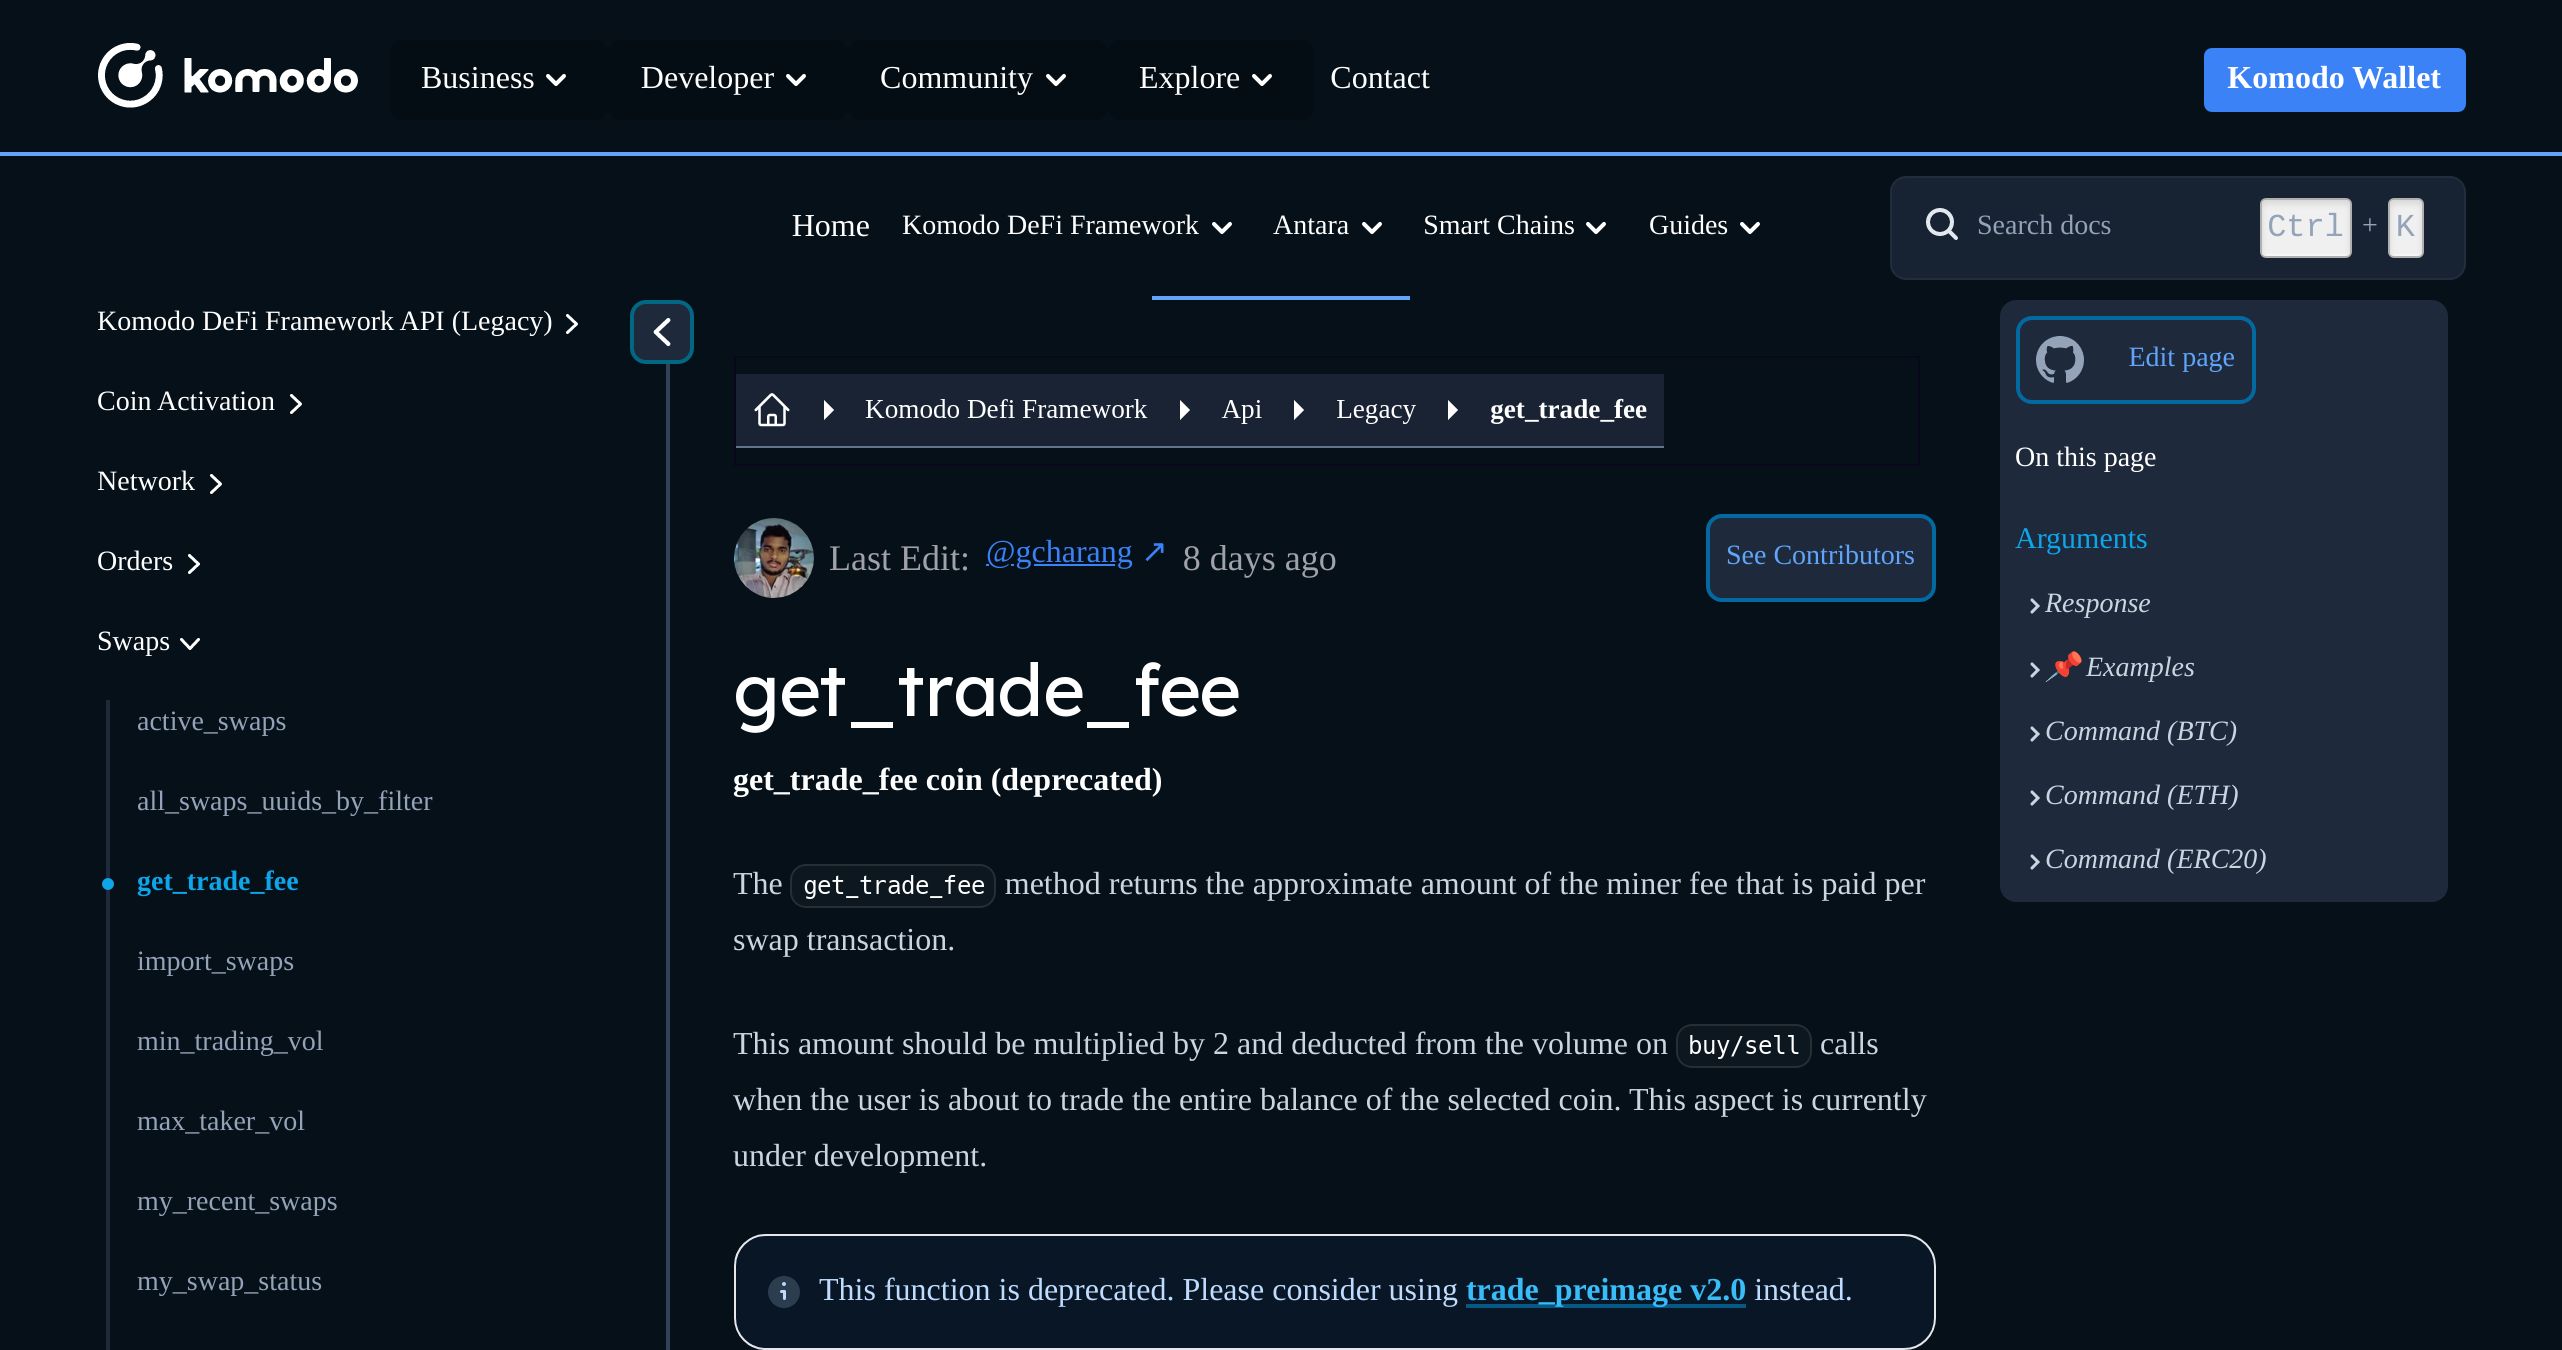 komodo
Business
Developer
Community
Explore
Contact
Komodo Wallet
Home
Komodo DeFi Framework
Antara
Smart Chains
Guides
Search docs
Ctrl + K
Komodo DeFi Framework API (Legacy)
Coin Activation
Network
Orders
Swaps
active_swaps
all_swaps_uuids_by_filter
get_trade_fee
import_swaps
min_trading_vol
max_taker_vol
my_recent_swaps
my_swap_status
Komodo Defi Framework
Api
Legacy
get_trade_fee
Last Edit: @gcharang ↗ 8 days ago
See Contributors
get_trade_fee
get_trade_fee coin (deprecated)
The get_trade_fee method returns the approximate amount of the miner fee that is paid per
swap transaction.
This amount should be multiplied by 2 and deducted from the volume on buy/sell calls
when the user is about to trade the entire balance of the selected coin. This aspect is currently
under development.
This function is deprecated. Please consider using trade_preimage v2.0 instead.
Edit page
On this page
Arguments
Response
📌 Examples
Command (BTC)
Command (ETH)
Command (ERC20)